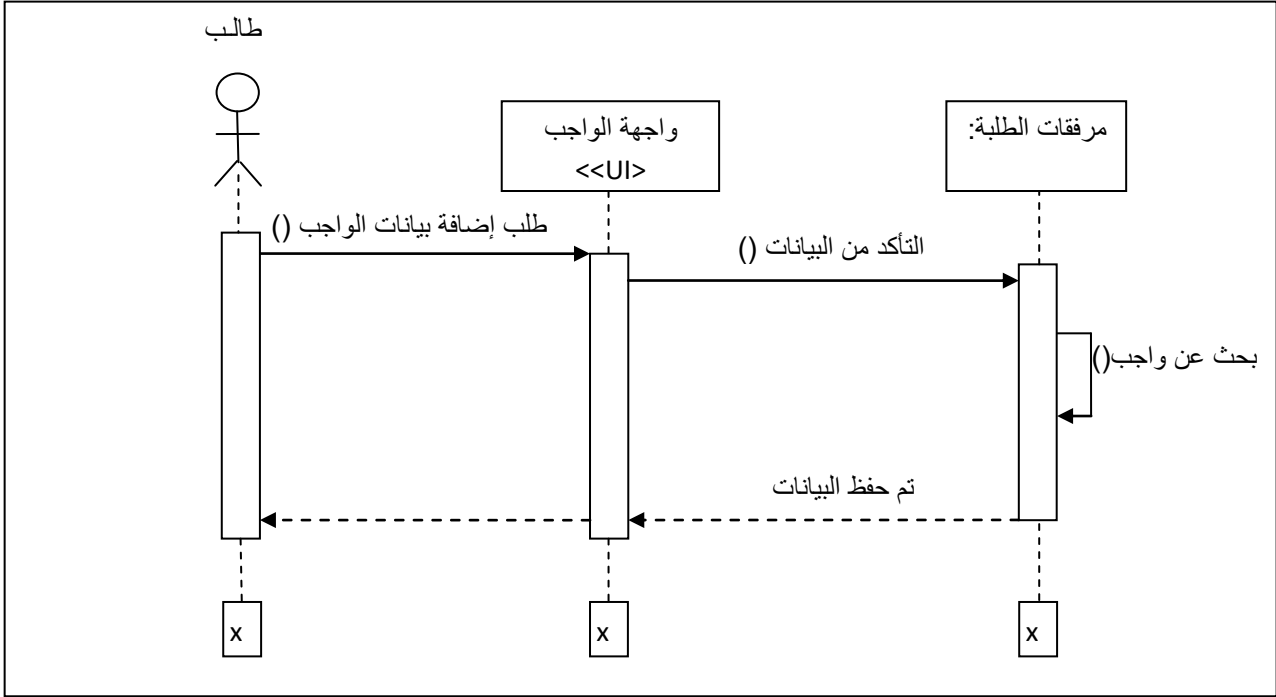 طالب
واجهة الواجب
<<UI>
مرفقات الطلبة:
طلب إضافة بيانات الواجب ()
التأكد من البيانات ()
بحث عن واجب()
تم حفظ البيانات
x
x
x